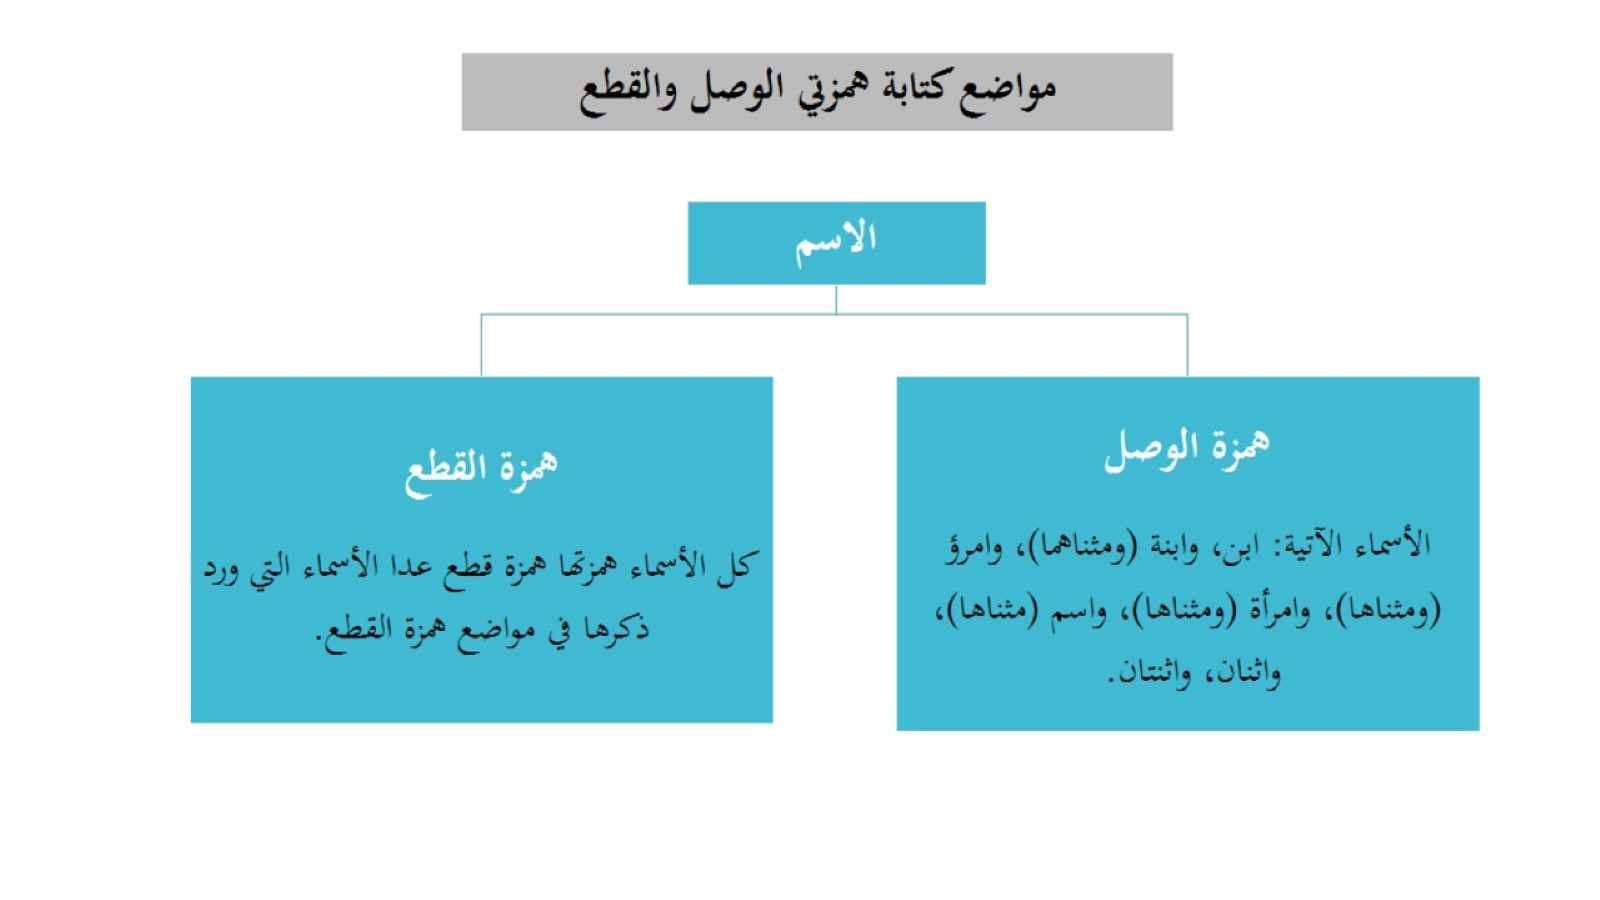 مواضع كتابة همزتي الوصل والقطع
الاسم
همزة الوصل
الأسماء الآتية: ابن، وابنة (ومثناهما)، وامرؤ
(ومثناها)، وامرأة (ومثناها)، واسم (مثناها)،
واثنان، واثنتان.
همزة القطع
كل الأسماء همزتها همزة قطع عدا الأسماء التي ورد
ذكرها في مواضع همزة القطع.